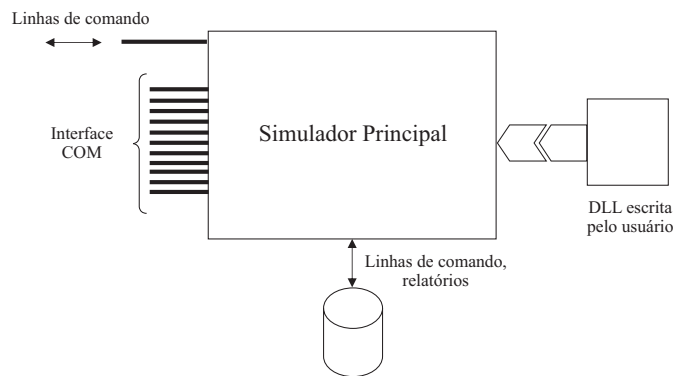 Linhas de comando
Interface
COM
Simulador Principal
DLL escrita
pelo usuário
Linhas de comando,
relatórios